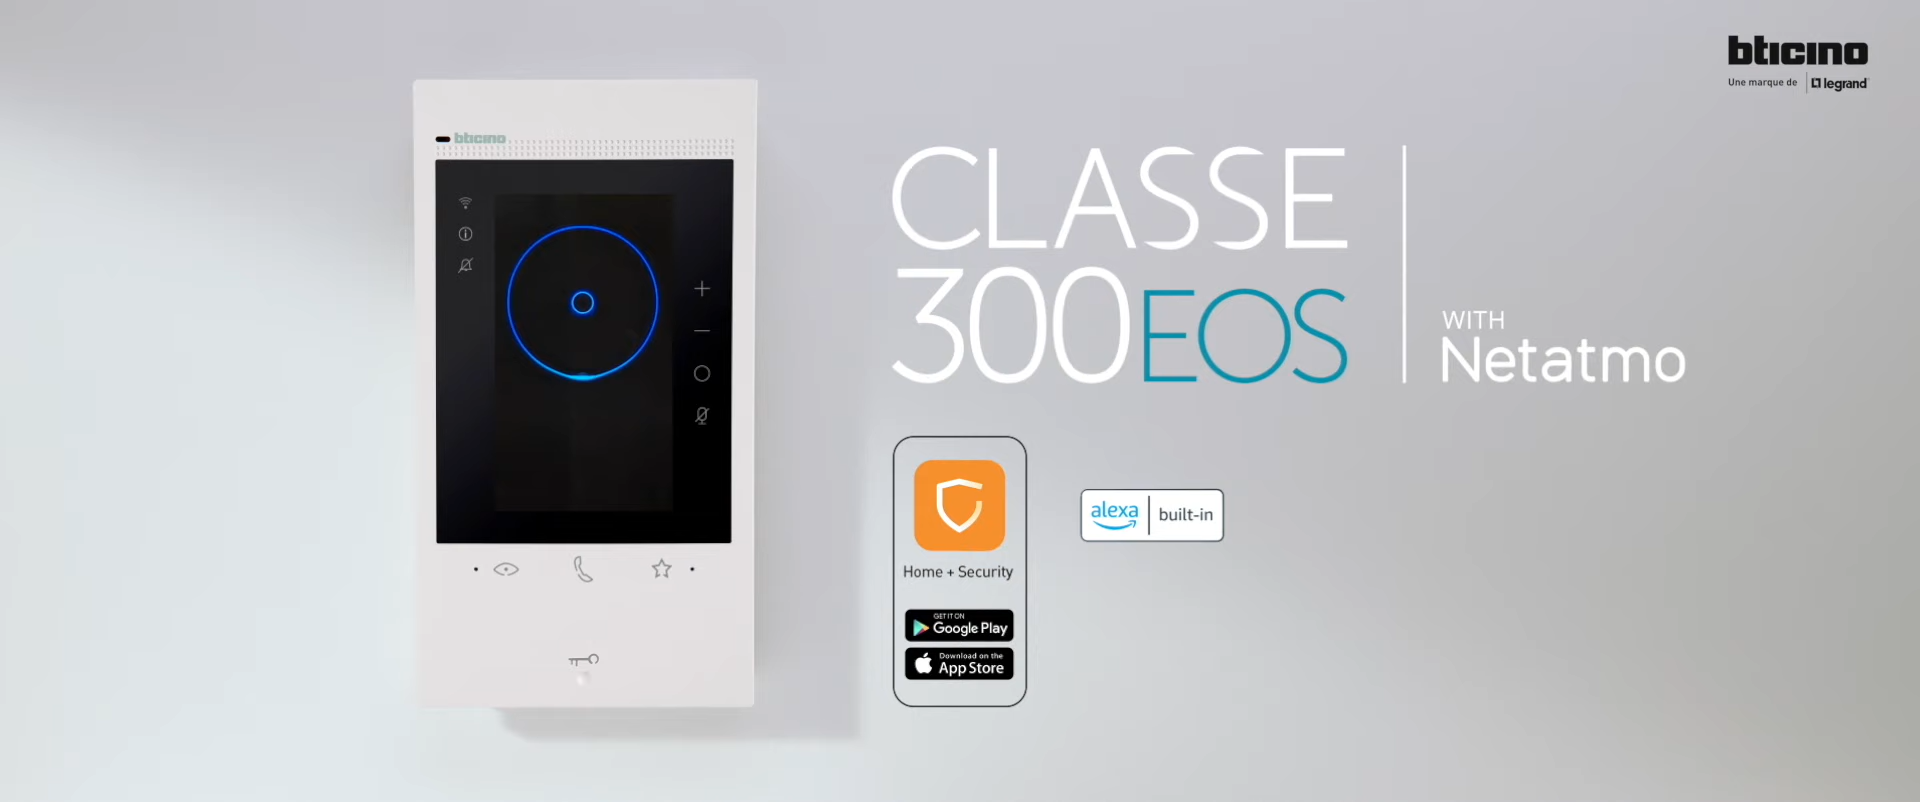 bticino
Une marque de | legrand
bticino
CLASSE
300EOS
WITH
Netatmo
Home + Security
GET IT ON
Google Play
Download on the
App Store
alexa | built-in